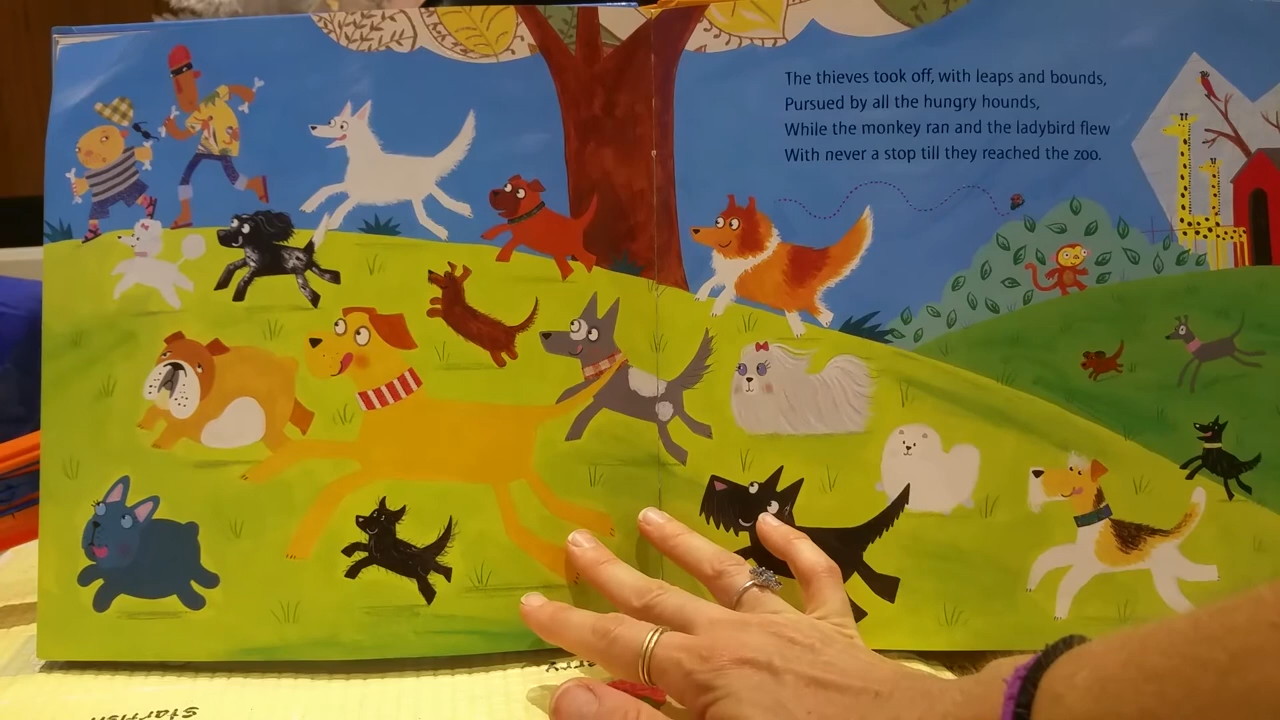 The thieves took off, with leaps and bounds,
Pursued by all the hungry hounds,
While the monkey ran and the ladybird flew
With never a stop till they reached the zoo.
starfish